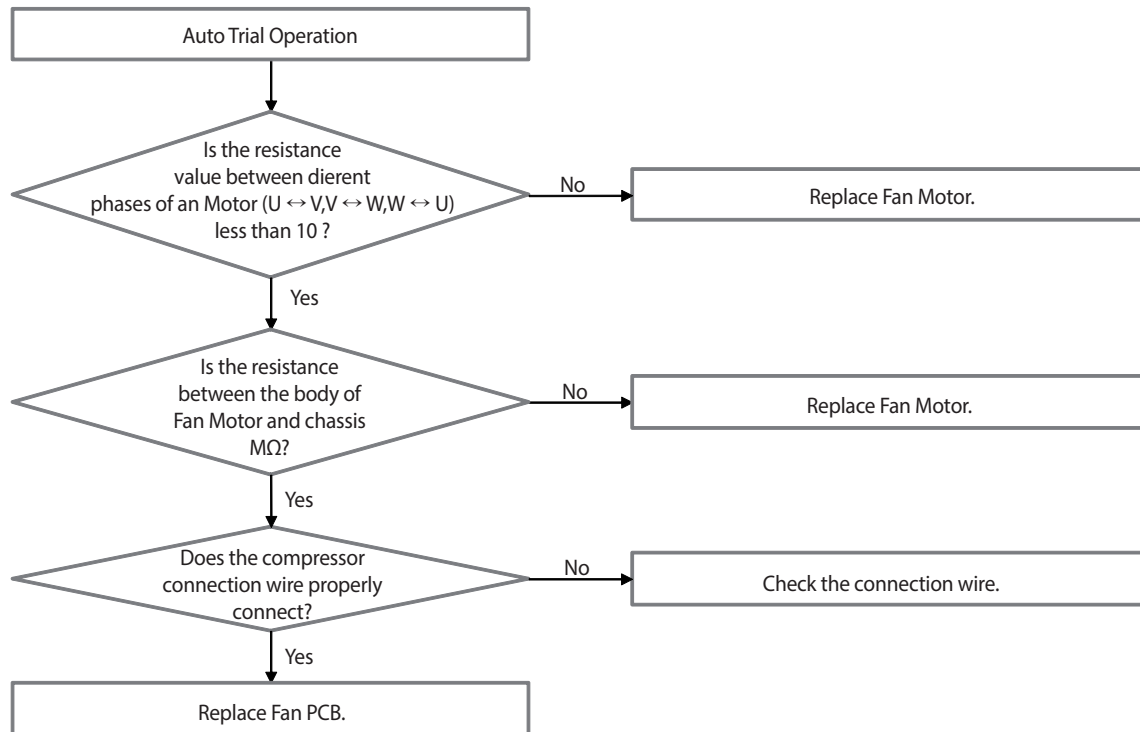 Auto Trial Operation
Is the resistance
value between dierent
phases of an Motor (U ↔ V,V ↔ W,W ↔ U)
less than 10 ?
No
Replace Fan Motor.
Yes
Is the resistance
between the body of
Fan Motor and chassis
MΩ?
No
Replace Fan Motor.
Yes
Does the compressor
connection wire properly
connect?
No
Check the connection wire.
Yes
Replace Fan PCB.